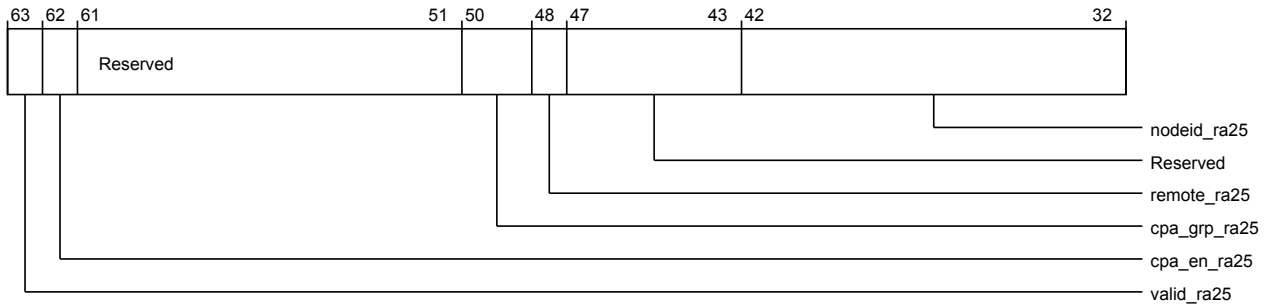 63 62 61 51 50 48 47 43 42 32
Reserved
nodeid_ra25
Reserved
remote_ra25
cpa_grp_ra25
cpa_en_ra25
valid_ra25